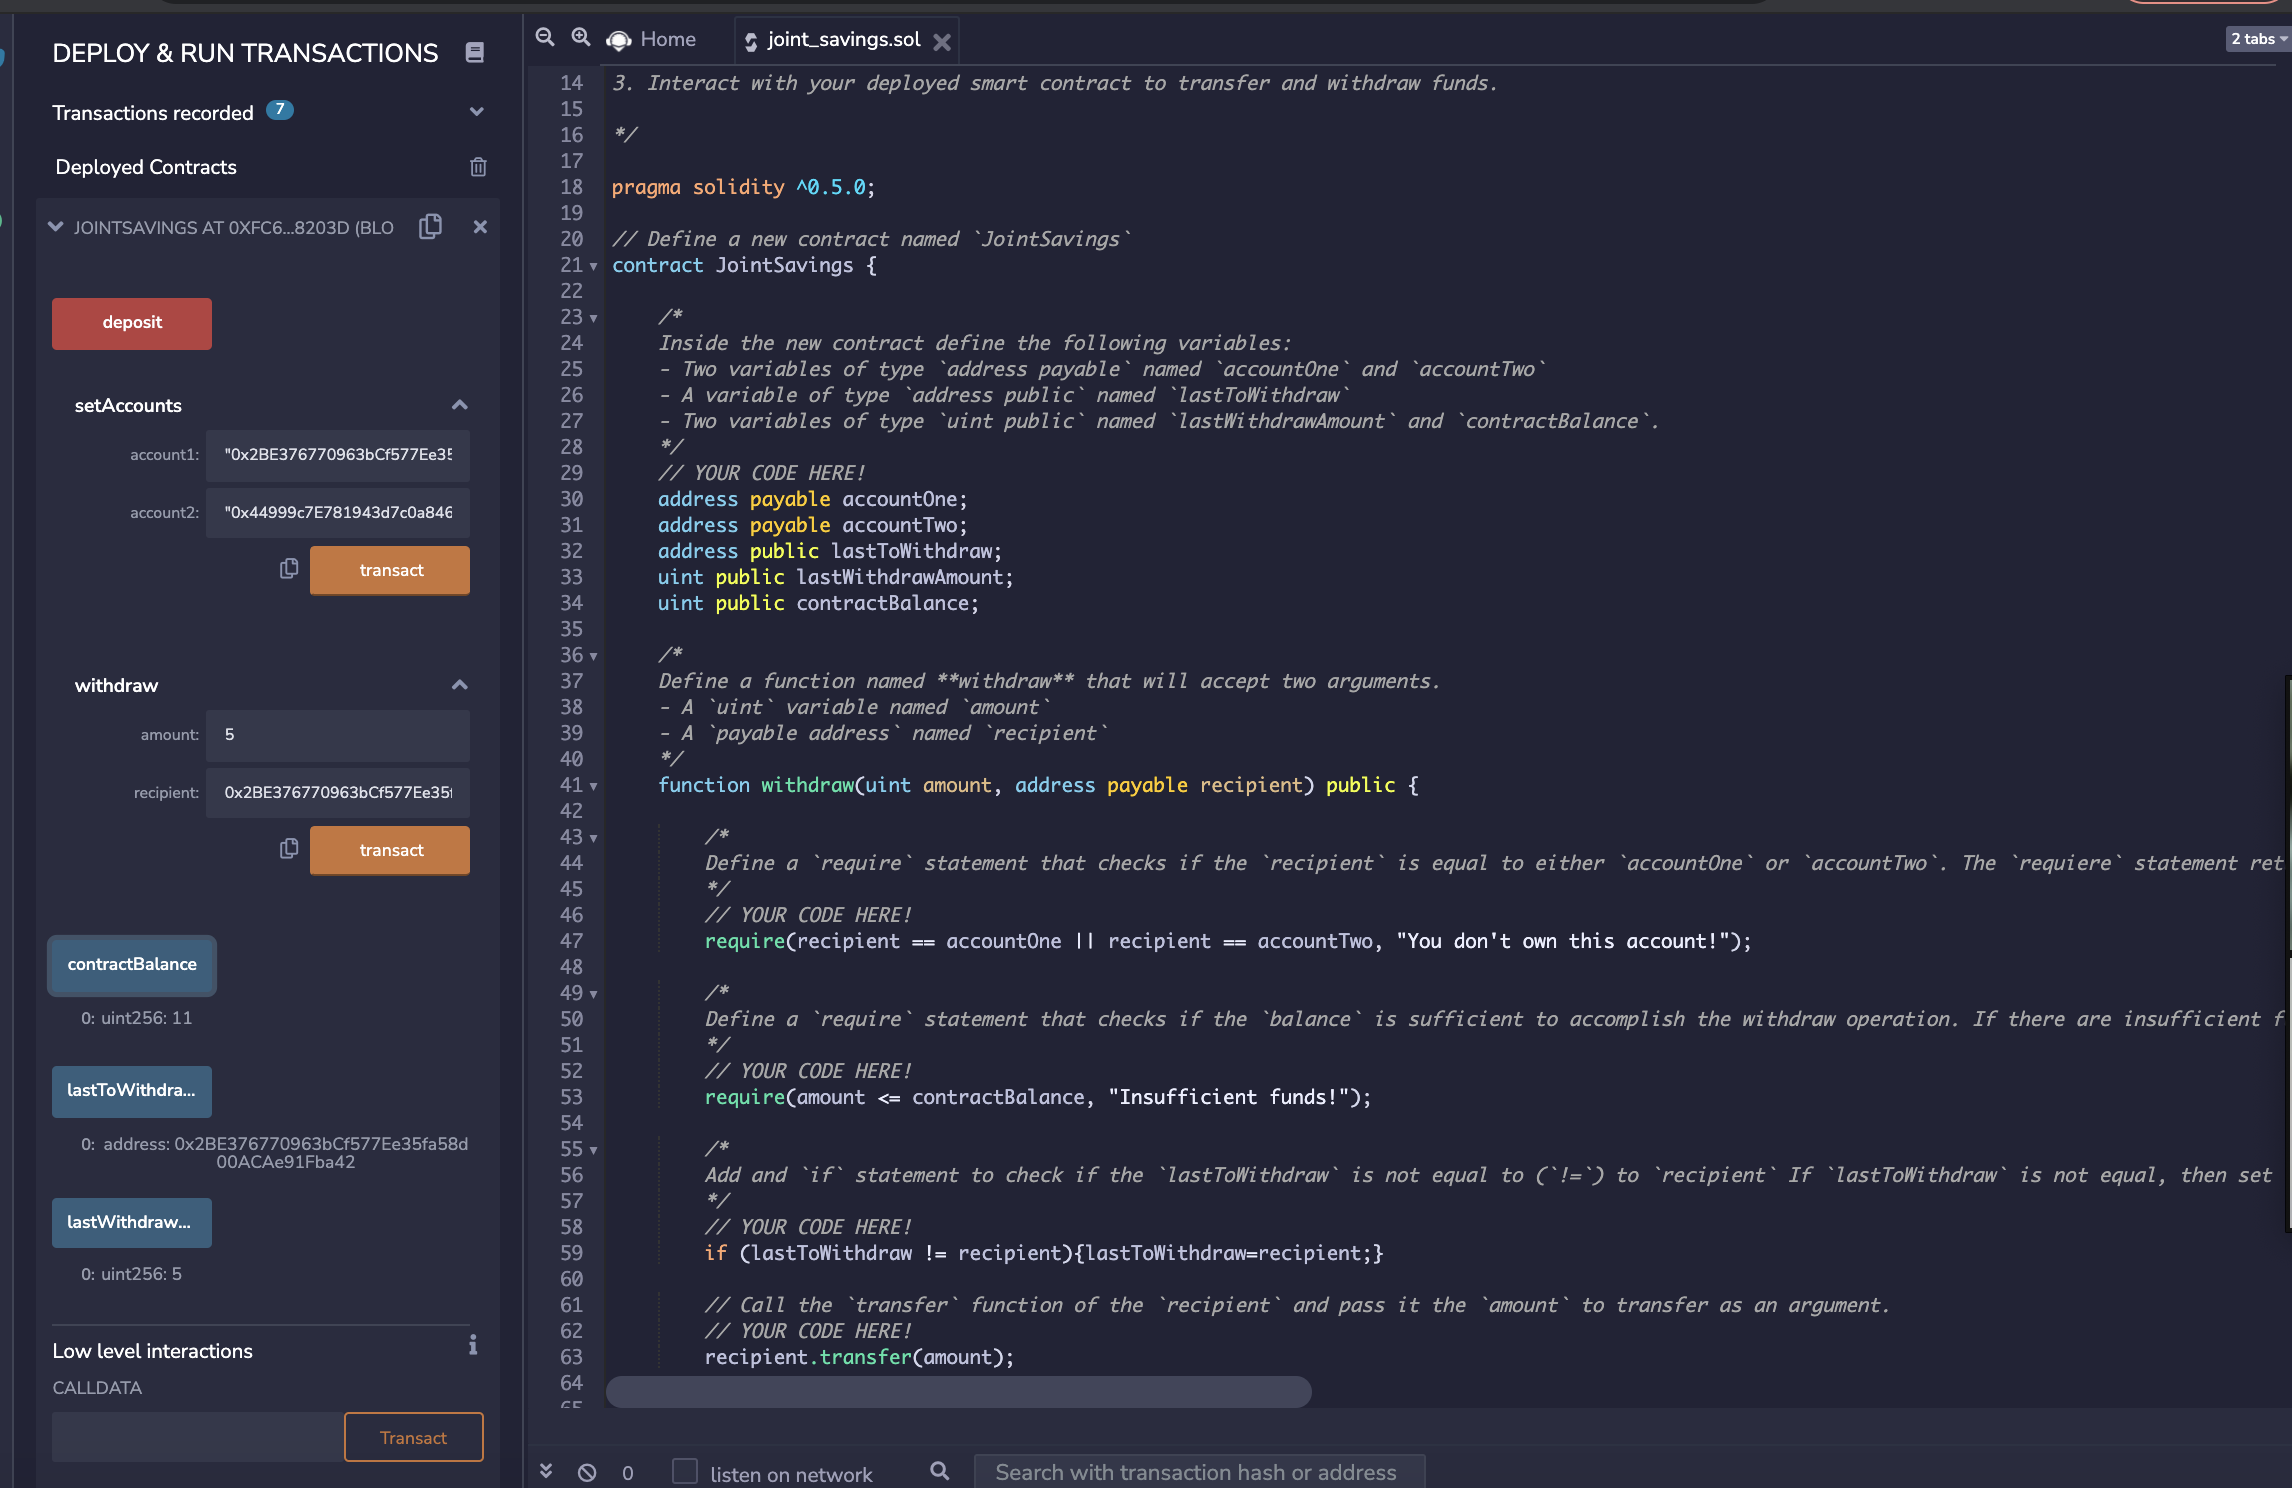 DEPLOY & RUN TRANSACTIONS
Transactions recorded 7
Deployed Contracts
JOINTSAVINGS AT 0XFC6...8203D (BLO
deposit
setAccounts
account1: "0x2BE376770963bCf577Ee35
account2: "0x44999c7E781943d7c0a846
transact
withdraw
amount: 5
recipient: 0x2BE376770963bCf577Ee35f
transact
contractBalance
0: uint256: 11
lastToWithdra...
0: address: 0x2BE376770963bCf577Ee35fa58d
00ACAe91Fba42
lastWithdraw...
0: uint256: 5
Low level interactions
i
CALLDATA
Transact
Home
joint_savings.sol
2 tabs
14 3. Interact with your deployed smart contract to transfer and withdraw funds.
15
16 */
17
18 pragma solidity ^0.5.0;
19
20 // Define a new contract named `JointSavings`
21 contract JointSavings {
22
23 /*
24 Inside the new contract define the following variables:
25 - Two variables of type `address payable` named `accountOne` and `accountTwo`
26 - A variable of type `address public` named `lastToWithdraw`
27 - Two variables of type `uint public` named `lastWithdrawAmount` and `contractBalance`.
28 */
29 // YOUR CODE HERE!
30 address payable accountOne;
31 address payable accountTwo;
32 address public lastToWithdraw;
33 uint public lastWithdrawAmount;
34 uint public contractBalance;
35
36 /*
37 Define a function named **withdraw** that will accept two arguments.
38 - A `uint` variable named `amount`
39 - A `payable address` named `recipient`
40 */
41 function withdraw(uint amount, address payable recipient) public {
42
43 /*
44 Define a `require` statement that checks if the `recipient` is equal to either `accountOne` or `accountTwo`. The `requiere` statement ret
45 */
46 // YOUR CODE HERE!
47 require(recipient == accountOne || recipient == accountTwo, "You don't own this account!");
48
49 /*
50 Define a `require` statement that checks if the `balance` is sufficient to accomplish the withdraw operation. If there are insufficient f
51 */
52 // YOUR CODE HERE!
53 require(amount <= contractBalance, "Insufficient funds!");
54
55 /*
56 Add and `if` statement to check if the `lastToWithdraw` is not equal to (`!=`) to `recipient` If `lastToWithdraw` is not equal, then set
57 */
58 // YOUR CODE HERE!
59 if (lastToWithdraw != recipient){lastToWithdraw=recipient;}
60
61 // Call the `transfer` function of the `recipient` and pass it the `amount` to transfer as an argument.
62 // YOUR CODE HERE!
63 recipient.transfer(amount);
64
65
0
listen on network
Search with transaction hash or address